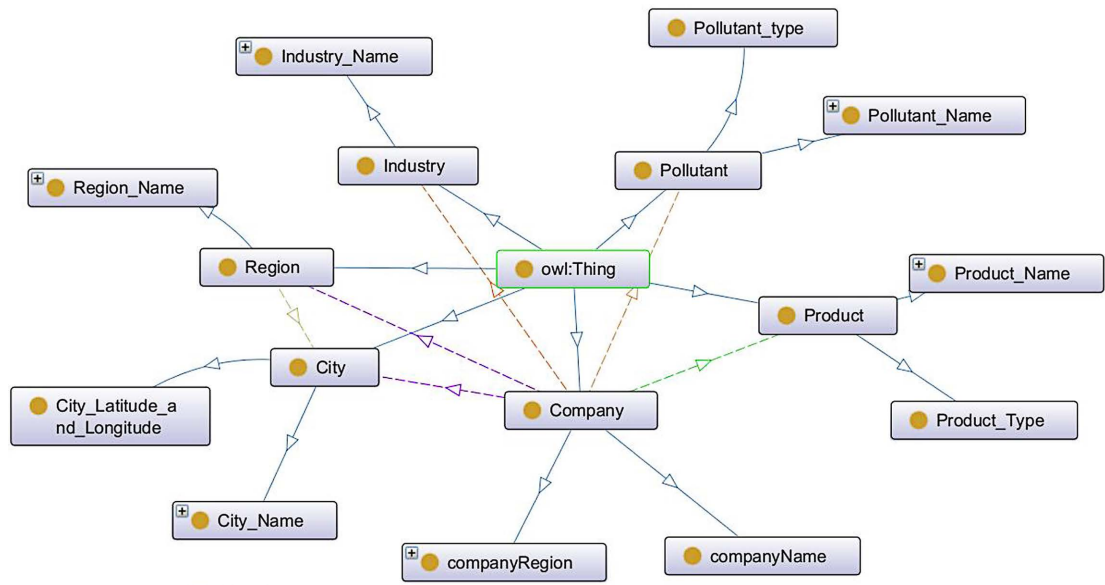 Pollutant_type
Industry_Name
Pollutant_Name
Industry
Pollutant
Region_Name
Region
owl:Thing
Product_Name
Product
City
City_Latitude_a
nd_Longitude
Company
Product_Type
City_Name
companyRegion
companyName